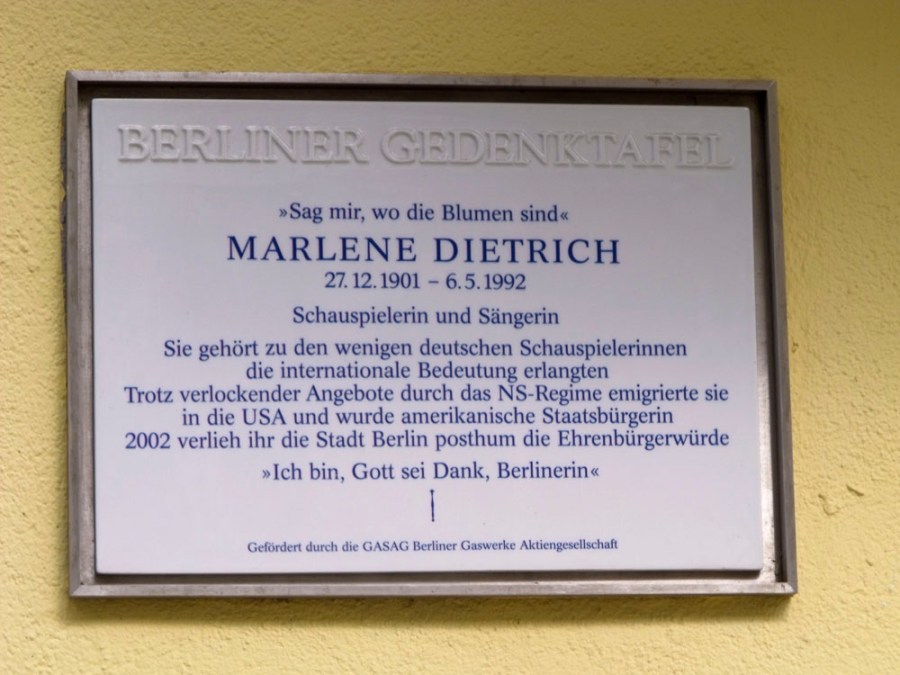 BERLINER GEDENKTAFEL
»Sag mir, wo die Blumen sind«
MARLENE DIETRICH
27.12.1901 – 6.5.1992
Schauspielerin und Sängerin
Sie gehört zu den wenigen deutschen Schauspielerinnen
die internationale Bedeutung erlangten
Trotz verlockender Angebote durch das NS-Regime emigrierte sie
in die USA und wurde amerikanische Staatsbürgerin
2002 verlieh ihr die Stadt Berlin posthum die Ehrenbürgerwürde
»Ich bin, Gott sei Dank, Berlinerin«
Gefördert durch die GASAG Berliner Gaswerke Aktiengesellschaft